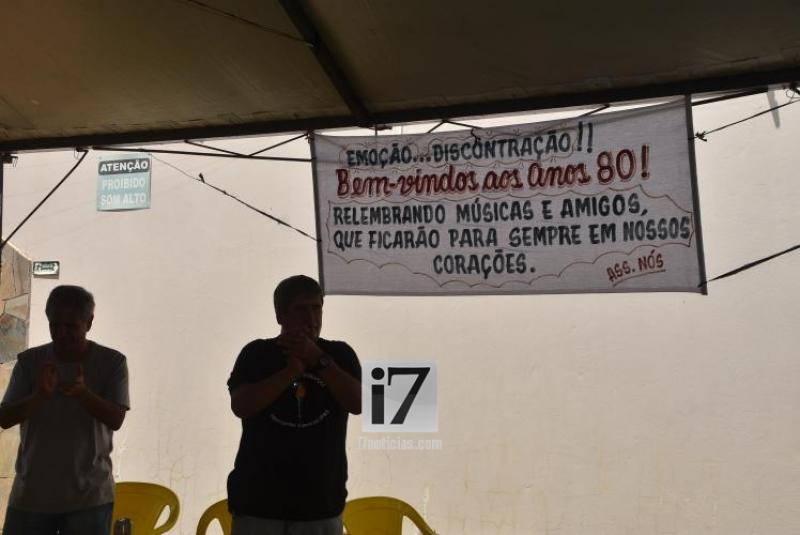 ATENÇÃO
PROIBIDO
SOM ALTO
EMOÇÃO...DISCONTRAÇÃO!!
Bem-vindos aos Anos 80!
RELEMBRANDO MÚSICAS E AMIGOS,
QUE FICARÃO PARA SEMPRE EM NOSSOS
CORAÇÕES.
ASS. NÓS
i7
i7noticias.com